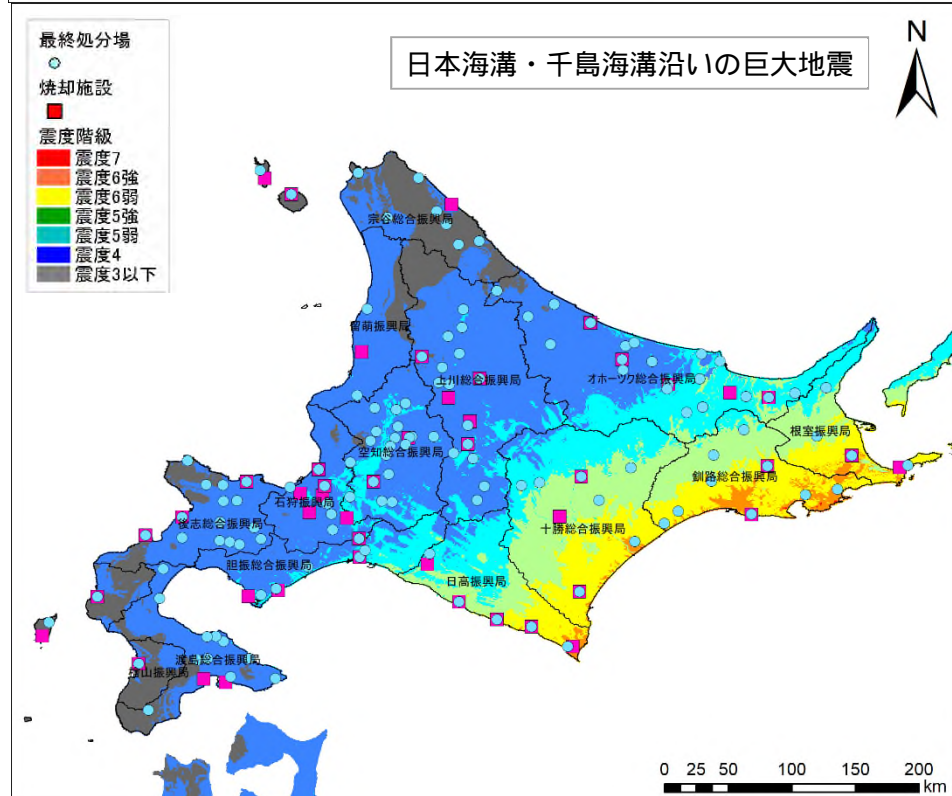 最終処分場
焼却施設
震度階級
震度7
震度6強
震度6弱
震度5強
震度5弱
震度4
震度3以下
日本海溝・千島海溝沿いの巨大地震
N
宗谷総合振興局
留萌振興局
上川総合振興局
オホーツク総合振興局
根室振興局
空知総合振興局
釧路総合振興局
石狩振興局
後志総合振興局
十勝総合振興局
胆振総合振興局
日高振興局
渡島総合振興局
檜山振興局
0 25 50 100 150 200
km